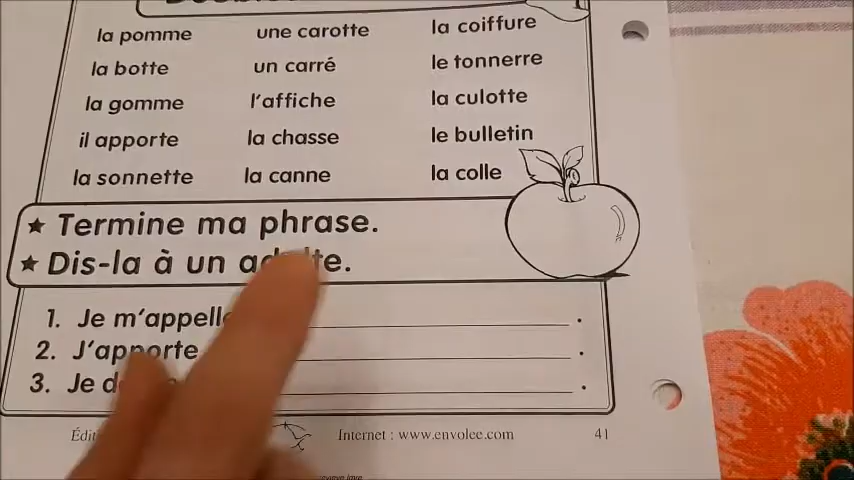 la pomme une carotte la coiffure
la botte un carré le tonnerre
la gomme l'affiche la culotte
il apporte la chasse le bulletin
la sonnette la canne la colle
★ Termine ma phrase.
★ Dis-la à un adulte.
1. Je m'appelle .
2. J'apporte .
3. Je .
Internet : www.envolee.com 41